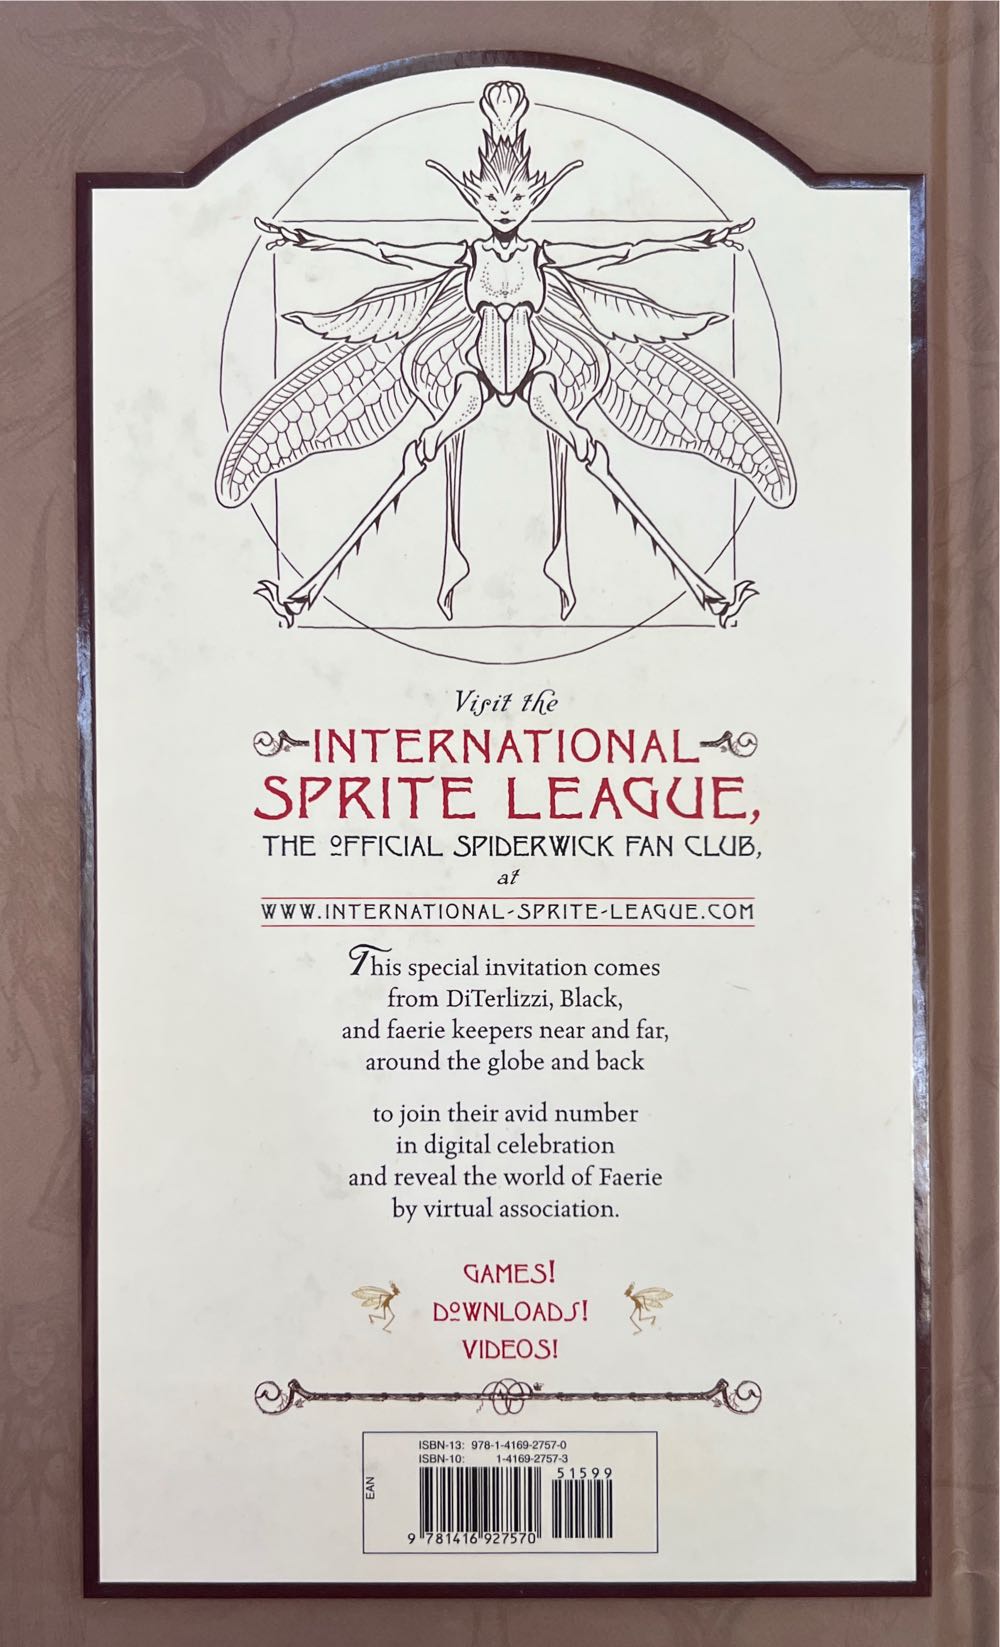 Visit the
INTERNATIONAL
SPRITE LEAGUE,
THE OFFICIAL SPIDERWICK FAN CLUB,
at
WWW.INTERNATIONAL-SPRITE-LEAGUE.COM
This special invitation comes
from DiTerlizzi, Black,
and faerie keepers near and far,
around the globe and back
to join their avid number
in digital celebration
and reveal the world of Faerie
by virtual association.
GAMES!
DOWNLOADS!
VIDEOS!
ISBN-13: 978-1-4169-2757-0
ISBN-10: 1-4169-2757-3
51599
EAN
9 781416 927570